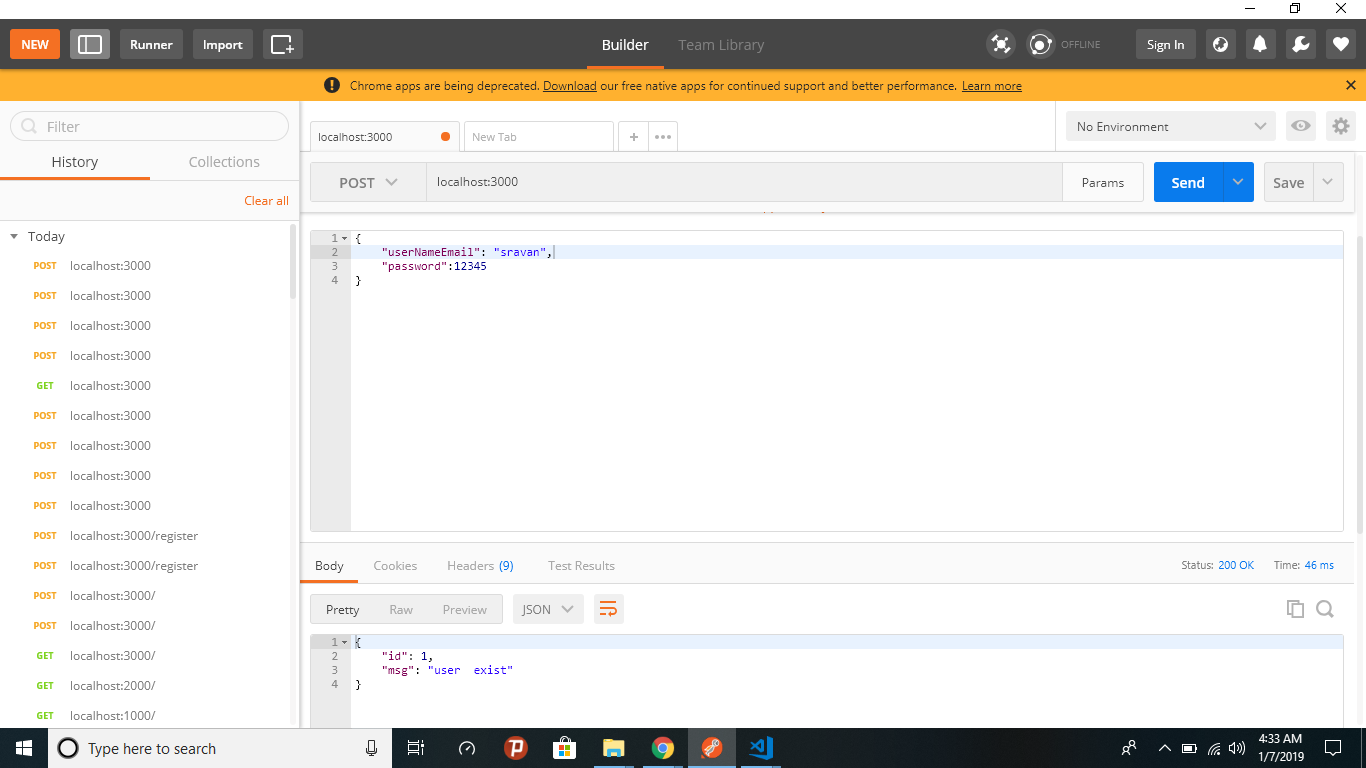 NEW Runner Import Builder Team Library OFFLINE Sign In
Chrome apps are being deprecated. Download our free native apps for continued support and better performance. Learn more
Filter
History Collections
Clear all
Today
POST localhost:3000
POST localhost:3000
POST localhost:3000
POST localhost:3000
GET localhost:3000
POST localhost:3000
POST localhost:3000
POST localhost:3000
POST localhost:3000
POST localhost:3000/register
POST localhost:3000/register
POST localhost:3000/
POST localhost:3000/
GET localhost:3000/
GET localhost:2000/
GET localhost:1000/
localhost:3000 New Tab No Environment
POST localhost:3000 Params Send Save
1 {
2 "userNameEmail": "sravan",
3 "password":12345
4 }
Body Cookies Headers (9) Test Results Status: 200 OK Time: 46 ms
Pretty Raw Preview JSON
1 {
2 "id": 1,
3 "msg": "user  exist"
4 }
Type here to search
4:33 AM
1/7/2019